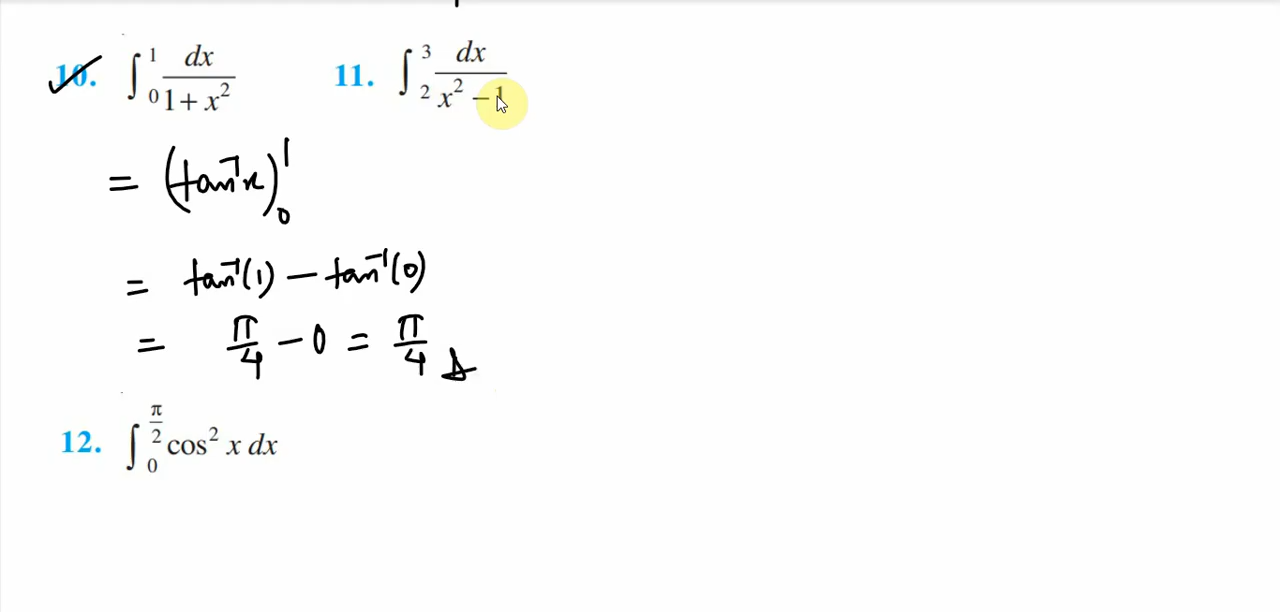 10. ∫₀¹ dx/(1 + x²) 11. ∫₂³ dx/(x² − 1)
= (tan⁻¹x)₀¹
= tan⁻¹(1) − tan⁻¹(0)
= π/4 − 0 = π/4
12. ∫₀^(π/2) cos² x dx